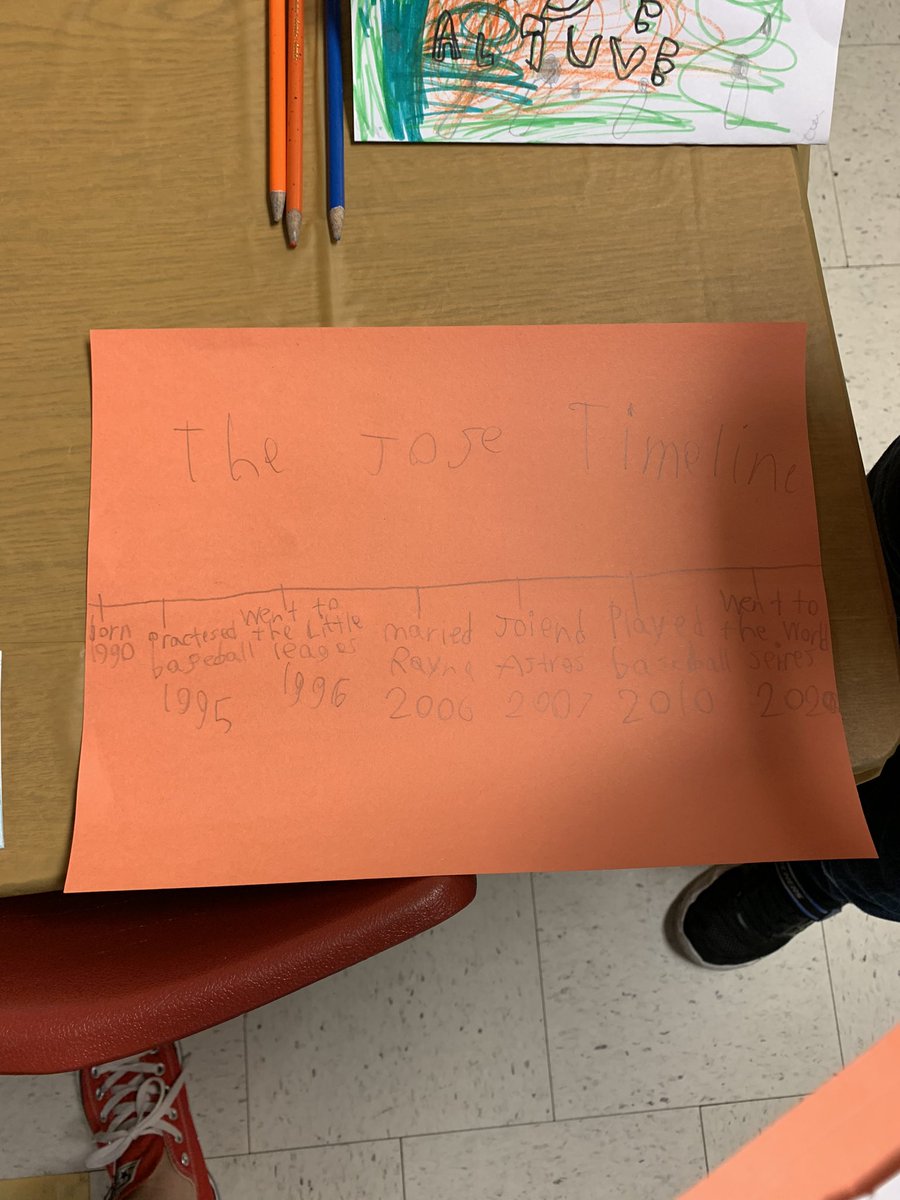 ALTUVE
The Jose Timeline
born
1990
practesed
baseball
1995
Went to
the Little
leages
1996
maried
Rayne
2006
Joiend
Astros
2007
Played
baseball
2010
Went to
the World
seires